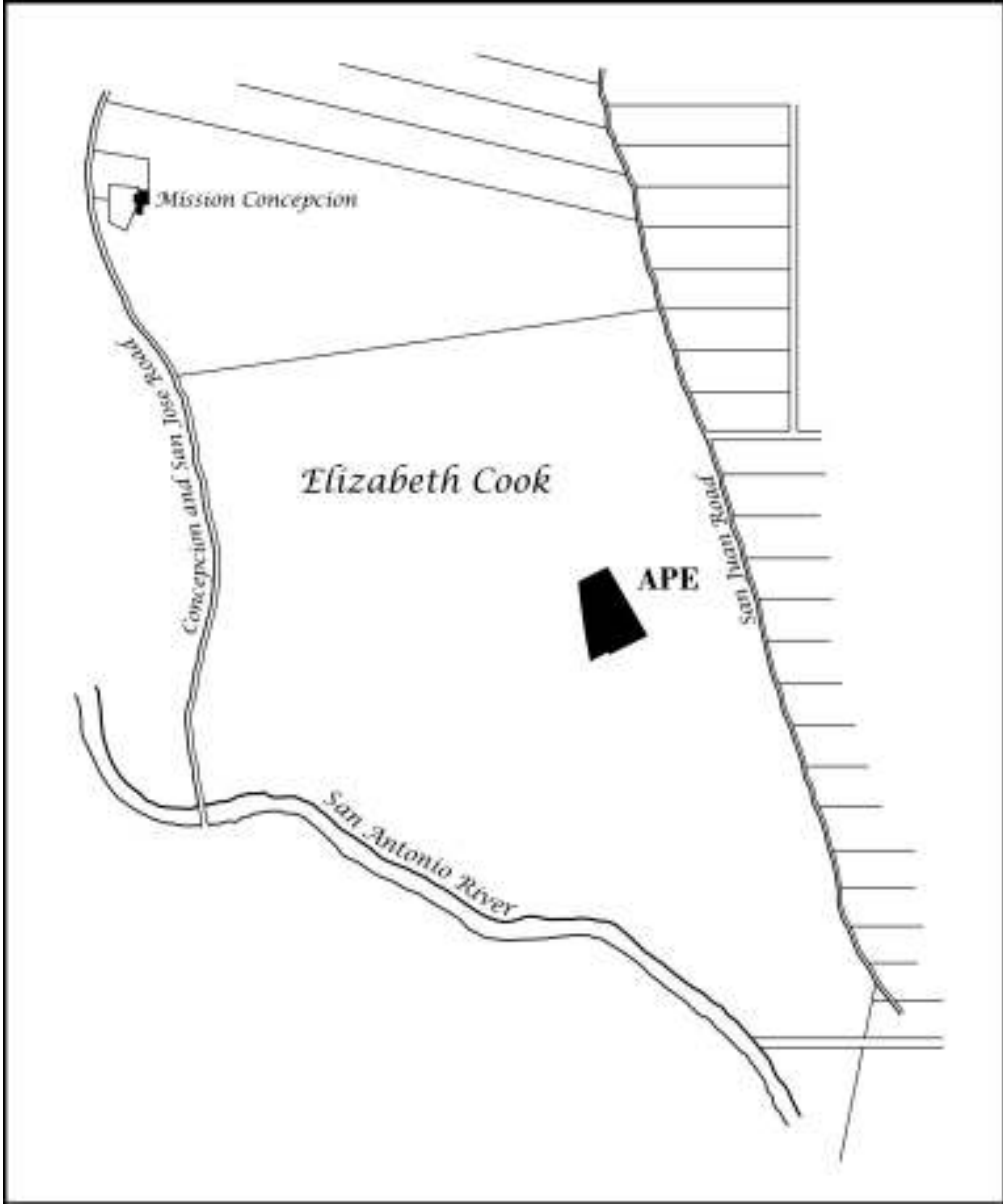 Mission Concepcion
Concepcion and San Jose Road
Elizabeth Cook
APE
San Juan Road
San Antonio River